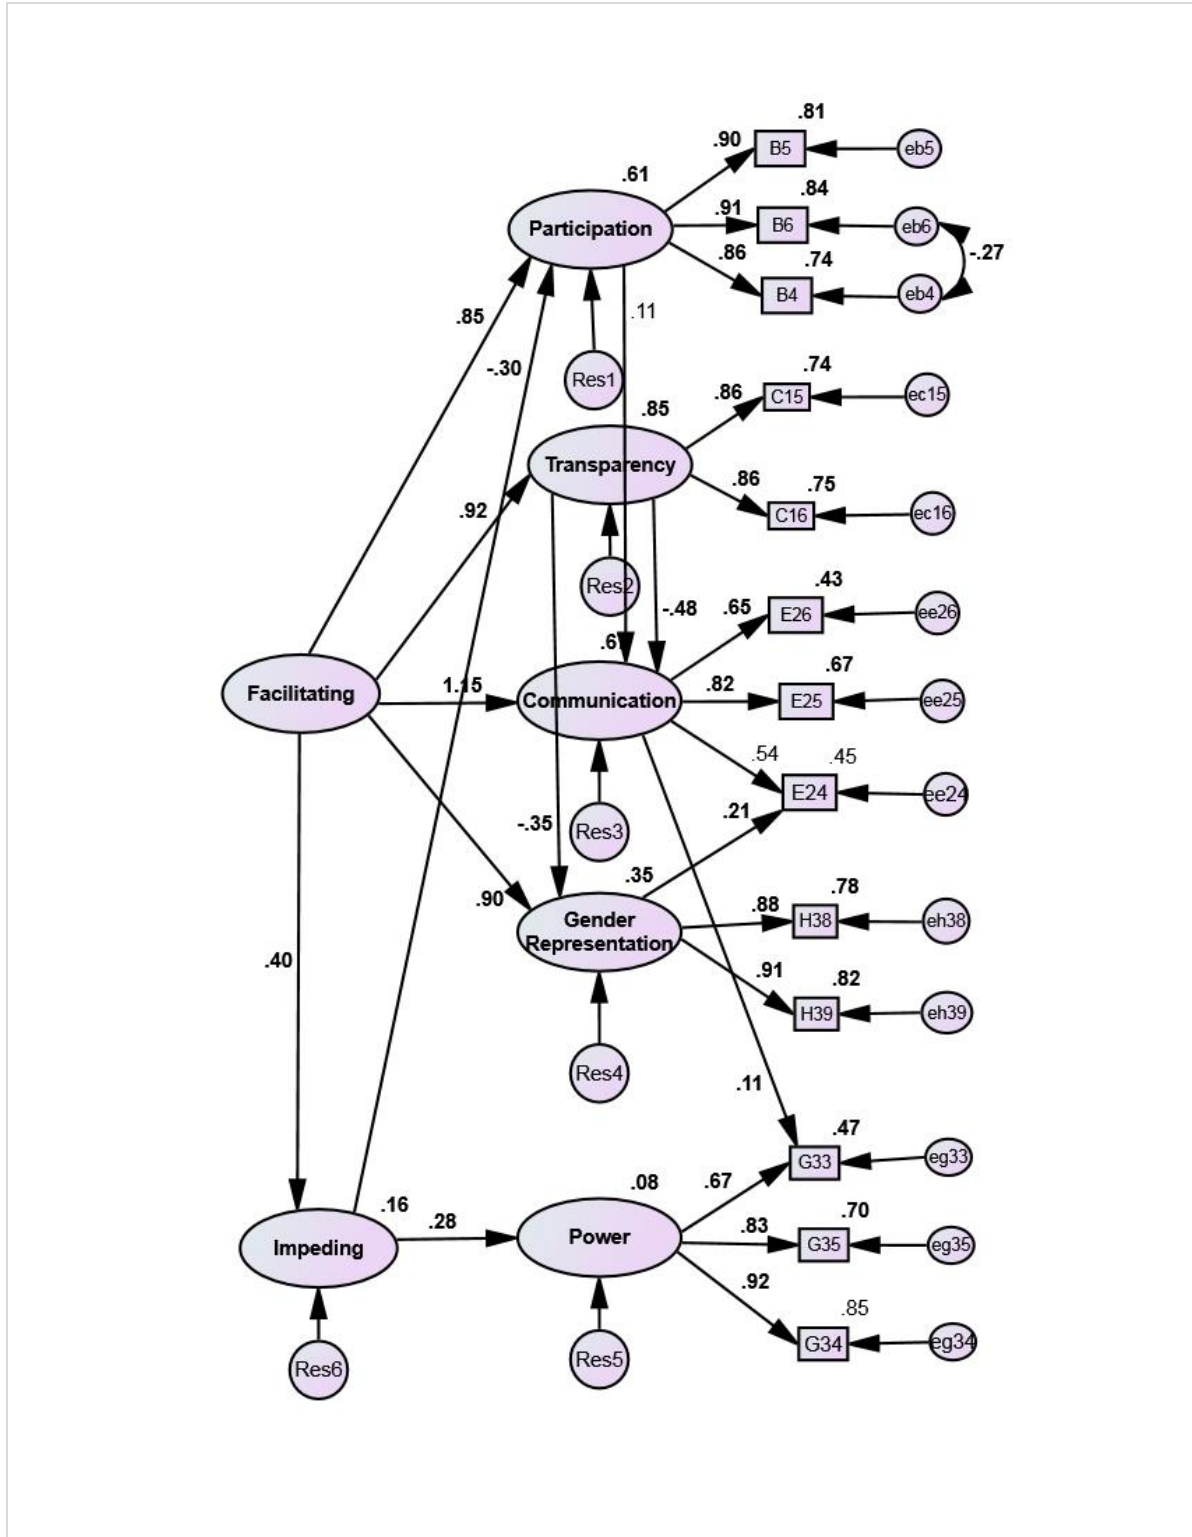 .81
.90
B5
eb5
.61
.84
Participation
.91
B6
eb6
-.27
.86
.74
B4
eb4
.85
.11
-.30
Res1
.74
.86
C15
ec15
.85
Transparency
.86
.75
.92
C16
ec16
Res2
.43
-.48
.65
E26
ee26
.67
Facilitating
1.15
Communication
.82
E25
ee25
.54
.45
E24
ee24
.21
-.35
Res3
.35
.78
.90
Gender
Representation
.88
H38
eh38
.40
.91
.82
H39
eh39
Res4
.11
.47
G33
eg33
.16
.08
.67
.70
Impeding
.28
Power
.83
G35
eg35
.92
.85
G34
eg34
Res6
Res5